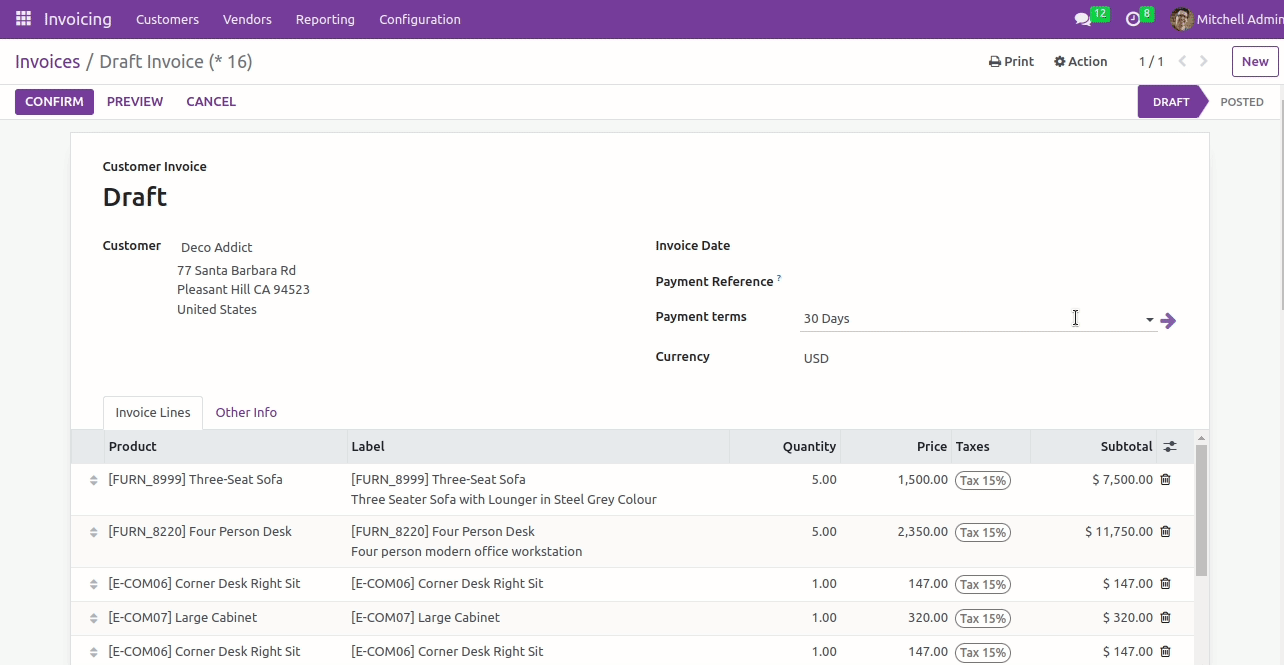 Invoicing Customers Vendors Reporting Configuration 12 8 Mitchell Admin
Invoices / Draft Invoice (* 16) Print Action 1 / 1 New
CONFIRM PREVIEW CANCEL DRAFT POSTED
Customer Invoice
Draft
Customer Deco Addict Invoice Date
77 Santa Barbara Rd
Pleasant Hill CA 94523 Payment Reference ?
United States
Payment terms 30 Days
Currency USD
Invoice Lines Other Info
Product Label Quantity Price Taxes Subtotal
[FURN_8999] Three-Seat Sofa [FURN_8999] Three-Seat Sofa 5.00 1,500.00 Tax 15% $ 7,500.00
Three Seater Sofa with Lounger in Steel Grey Colour
[FURN_8220] Four Person Desk [FURN_8220] Four Person Desk 5.00 2,350.00 Tax 15% $ 11,750.00
Four person modern office workstation
[E-COM06] Corner Desk Right Sit [E-COM06] Corner Desk Right Sit 1.00 147.00 Tax 15% $ 147.00
[E-COM07] Large Cabinet [E-COM07] Large Cabinet 1.00 320.00 Tax 15% $ 320.00
[E-COM06] Corner Desk Right Sit [E-COM06] Corner Desk Right Sit 1.00 147.00 Tax 15% $ 147.00